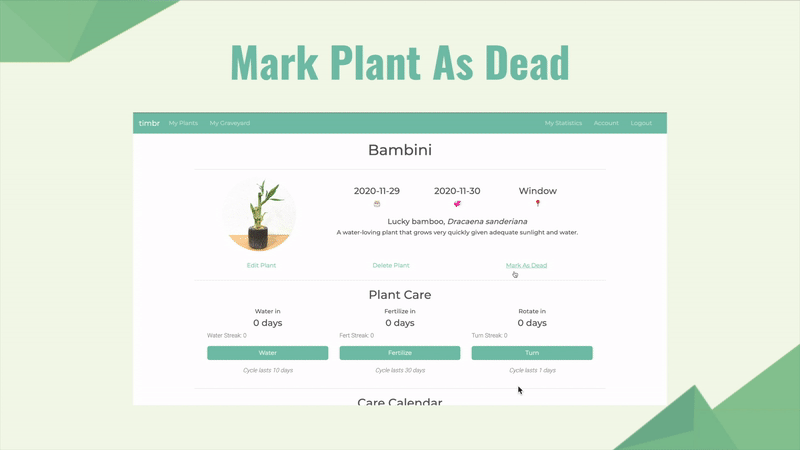 Mark Plant As Dead
timbr My Plants My Graveyard My Statistics Account Logout
Bambini
2020-11-29 2020-11-30 Window
Lucky bamboo, Dracaena sanderiana
A water-loving plant that grows very quickly given adequate sunlight and water.
Edit Plant Delete Plant Mark As Dead
Plant Care
Water in Fertilize in Rotate in
0 days 0 days 0 days
Water Streak: 0 Fert Streak: 0 Turn Streak: 0
Water Fertilize Turn
Cycle lasts 10 days Cycle lasts 30 days Cycle lasts 1 days
Care Calendar